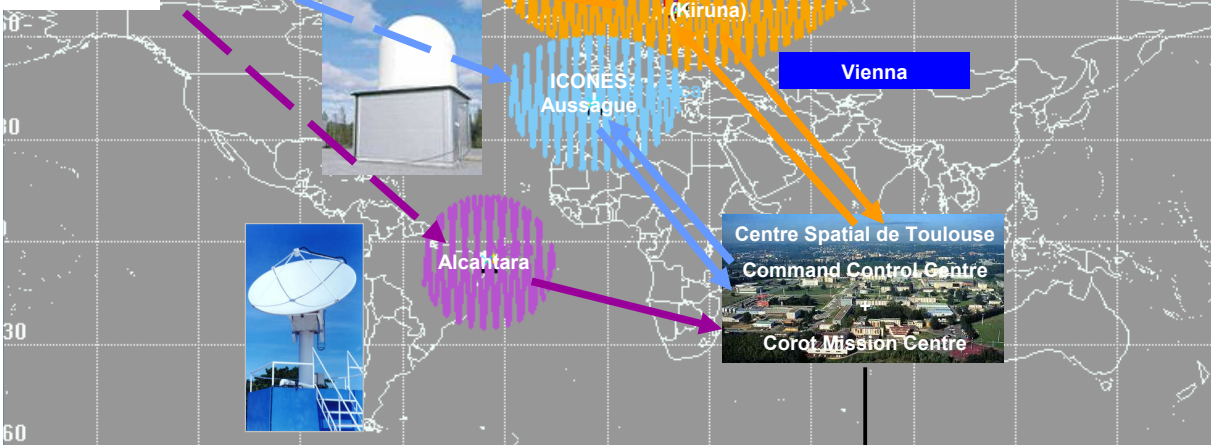 60
(Kiruna)
Vienna
ICONES
Aussague
30
0
Centre Spatial de Toulouse
Alcantara
Command Control Centre
30
Corot Mission Centre
60